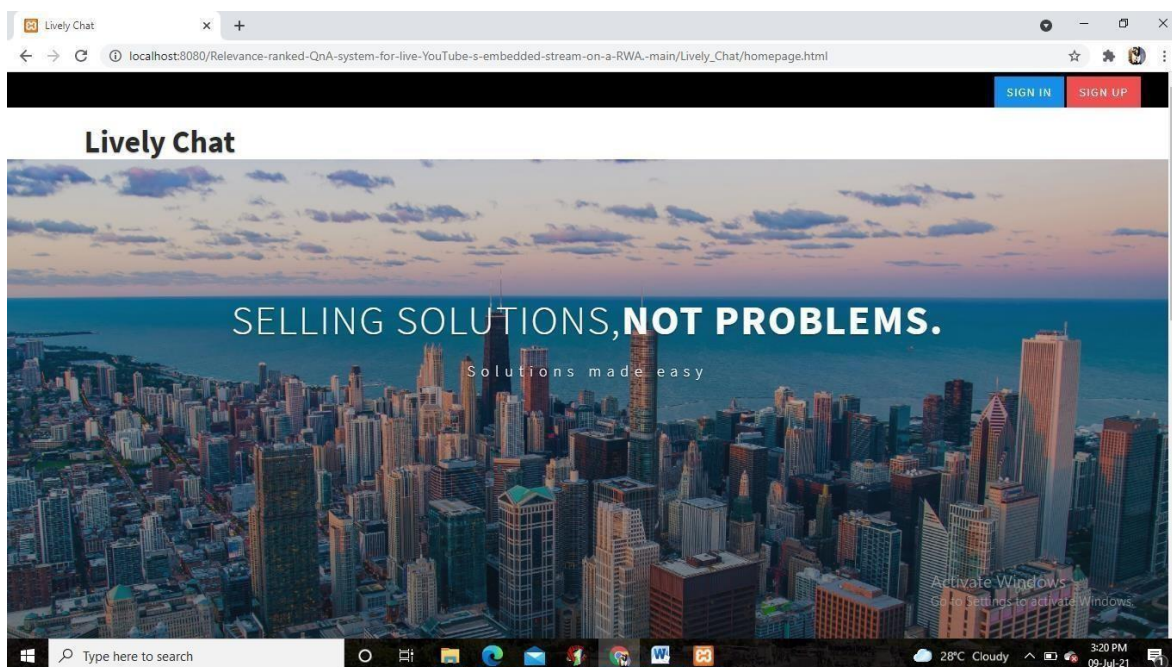 Lively Chat
localhost:8080/Relevance-ranked-QnA-system-for-live-YouTube-s-embedded-stream-on-a-RWA.-main/Lively_Chat/homepage.html
SIGN IN SIGN UP
Lively Chat
SELLING SOLUTIONS,NOT PROBLEMS.
Solutions made easy
Activate Windows
Go to Settings to activate Windows.
Type here to search
28°C Cloudy
3:20 PM
09-Jul-21